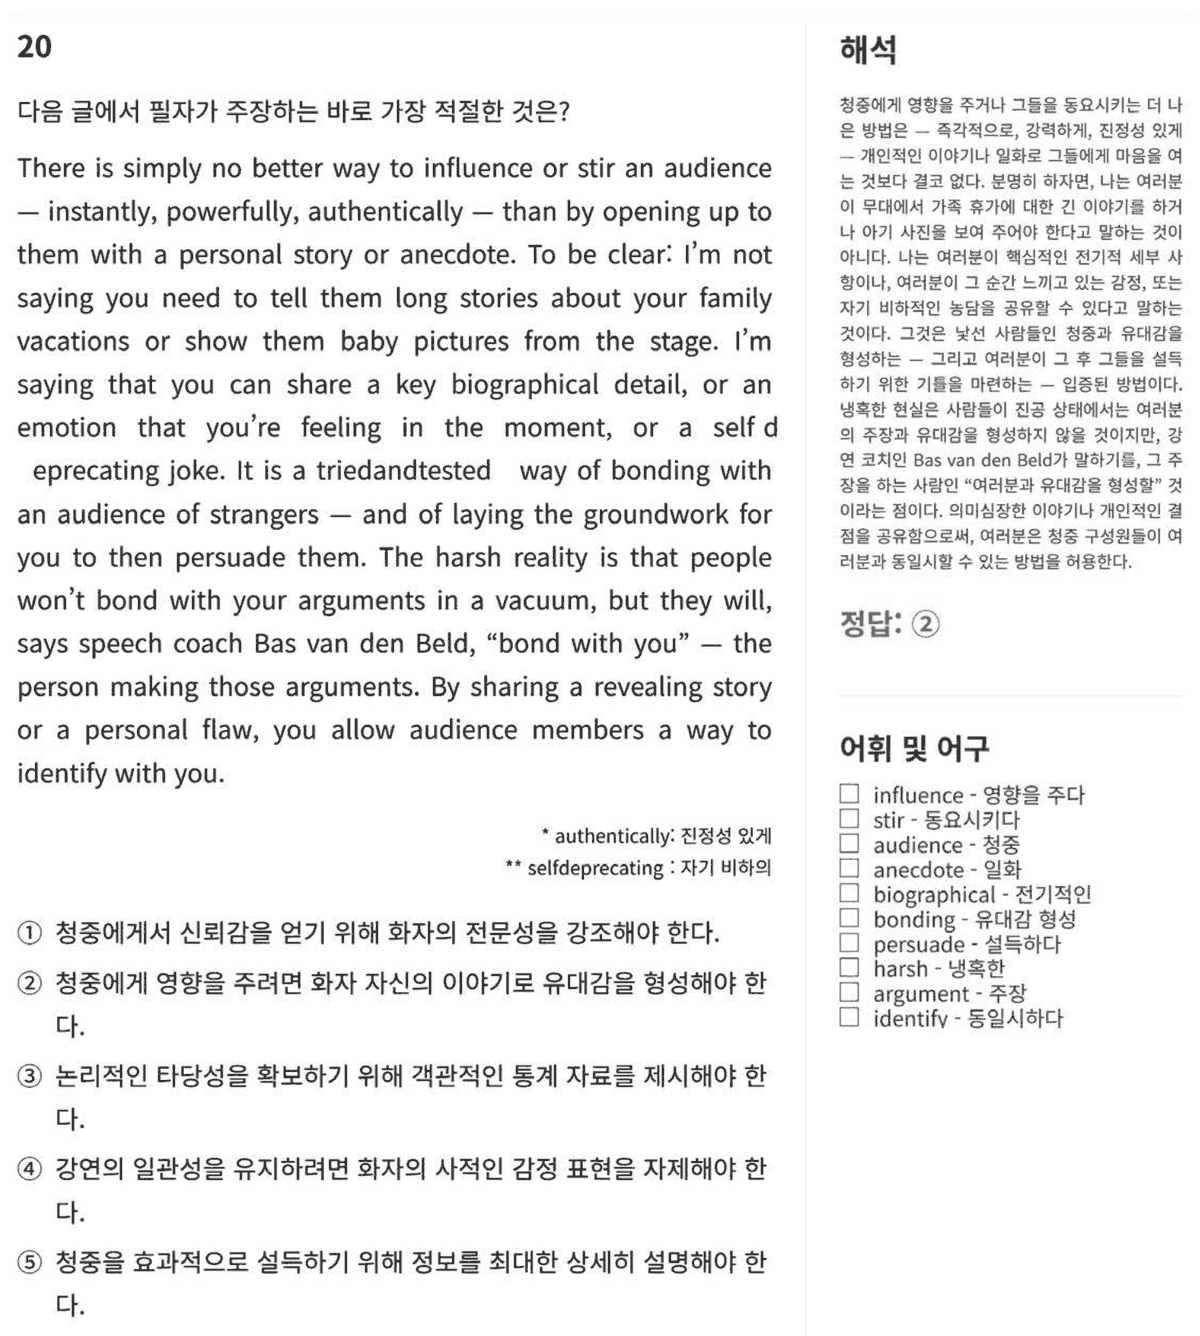 20
다음 글에서 필자가 주장하는 바로 가장 적절한 것은?
There is simply no better way to influence or stir an audience
— instantly, powerfully, authentically — than by opening up to
them with a personal story or anecdote. To be clear: I’m not
saying you need to tell them long stories about your family
vacations or show them baby pictures from the stage. I’m
saying that you can share a key biographical detail, or an
emotion that you’re feeling in the moment, or a self d
eprecating joke. It is a triedandtested way of bonding with
an audience of strangers — and of laying the groundwork for
you to then persuade them. The harsh reality is that people
won’t bond with your arguments in a vacuum, but they will,
says speech coach Bas van den Beld, “bond with you” — the
person making those arguments. By sharing a revealing story
or a personal flaw, you allow audience members a way to
identify with you.
* authentically: 진정성 있게
** selfdeprecating : 자기 비하의
① 청중에게서 신뢰감을 얻기 위해 화자의 전문성을 강조해야 한다.
② 청중에게 영향을 주려면 화자 자신의 이야기로 유대감을 형성해야 한
다.
③ 논리적인 타당성을 확보하기 위해 객관적인 통계 자료를 제시해야 한
다.
④ 강연의 일관성을 유지하려면 화자의 사적인 감정 표현을 자제해야 한
다.
⑤ 청중을 효과적으로 설득하기 위해 정보를 최대한 상세히 설명해야 한
다.
해석
청중에게 영향을 주거나 그들을 동요시키는 더 나
은 방법은 — 즉각적으로, 강력하게, 진정성 있게
— 개인적인 이야기나 일화로 그들에게 마음을 여
는 것보다 결코 없다. 분명히 하자면, 나는 여러분
이 무대에서 가족 휴가에 대한 긴 이야기를 하거
나 아기 사진을 보여 주어야 한다고 말하는 것이
아니다. 나는 여러분이 핵심적인 전기적 세부 사
항이나, 여러분이 그 순간 느끼고 있는 감정, 또는
자기 비하적인 농담을 공유할 수 있다고 말하는
것이다. 그것은 낯선 사람들인 청중과 유대감을
형성하는 — 그리고 여러분이 그 후 그들을 설득
하기 위한 기틀을 마련하는 — 입증된 방법이다.
냉혹한 현실은 사람들이 진공 상태에서는 여러분
의 주장과 유대감을 형성하지 않을 것이지만, 강
연 코치인 Bas van den Beld가 말하기를, 그 주
장을 하는 사람인 “여러분과 유대감을 형성할” 것
이라는 점이다. 의미심장한 이야기나 개인적인 결
점을 공유함으로써, 여러분은 청중 구성원들이 여
러분과 동일시할 수 있는 방법을 허용한다.
정답: ②
어휘 및 어구
□ influence - 영향을 주다
□ stir - 동요시키다
□ audience - 청중
□ anecdote - 일화
□ biographical - 전기적인
□ bonding - 유대감 형성
□ persuade - 설득하다
□ harsh - 냉혹한
□ argument - 주장
□ identify - 동일시하다